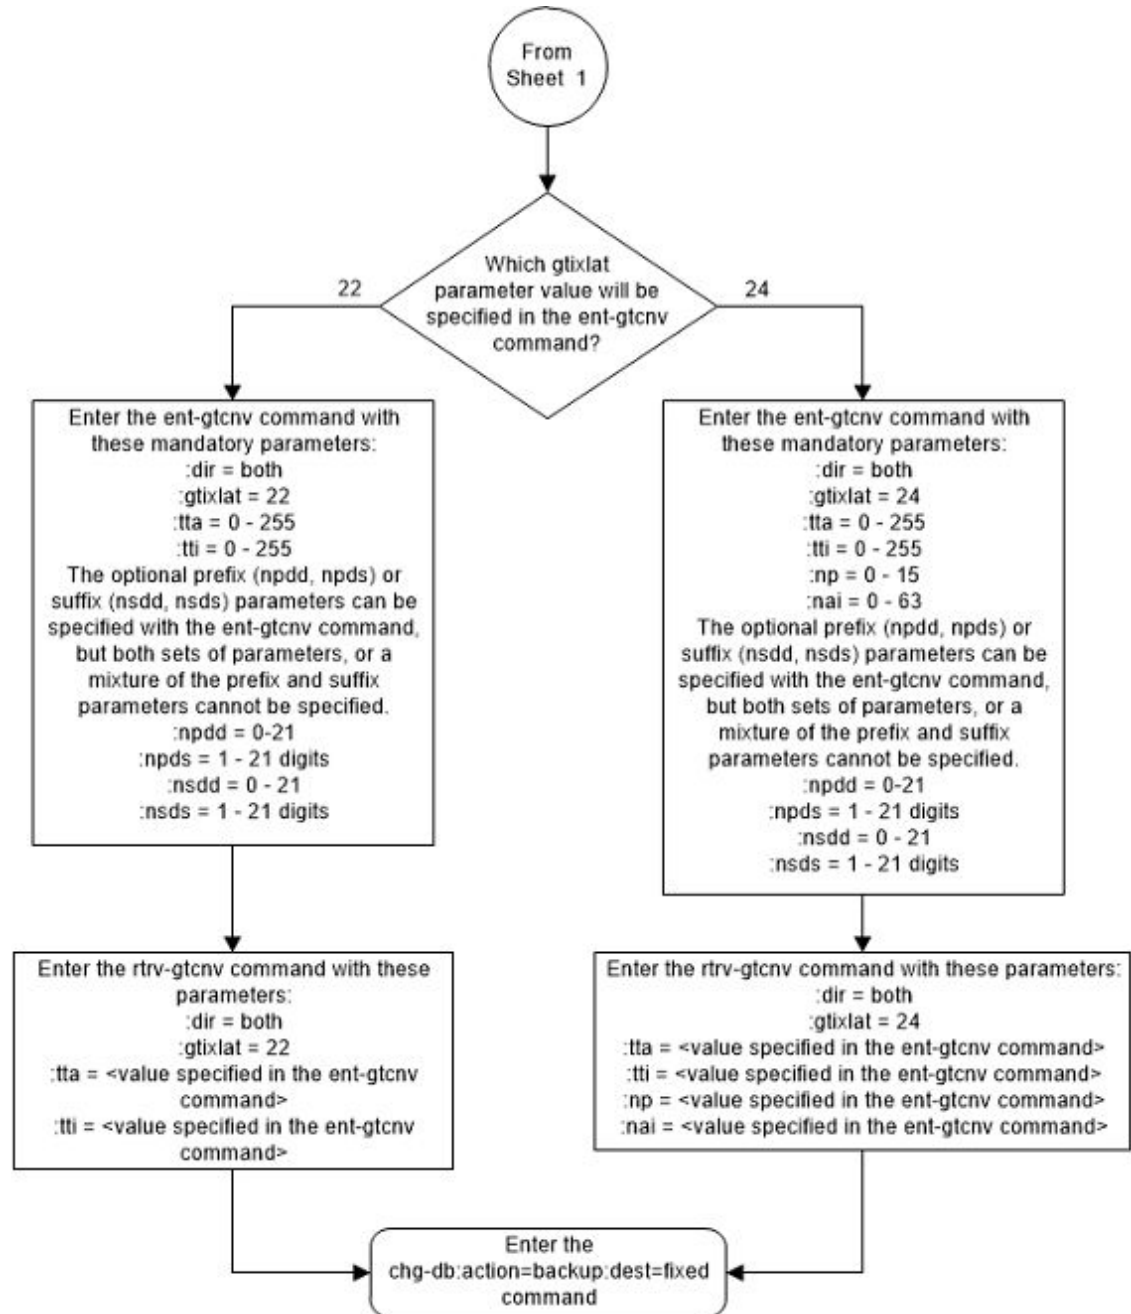 From
Sheet 1
Which gtixlat
parameter value will be
specified in the ent-gtcnv
command?
22
24
Enter the ent-gtcnv command with
these mandatory parameters:
:dir = both
:gtixlat = 22
:tta = 0 - 255
:tti = 0 - 255
The optional prefix (npdd, npds) or
suffix (nsdd, nsds) parameters can be
specified with the ent-gtcnv command,
but both sets of parameters, or a
mixture of the prefix and suffix
parameters cannot be specified.
:npdd = 0-21
:npds = 1 - 21 digits
:nsdd = 0 - 21
:nsds = 1 - 21 digits
Enter the ent-gtcnv command with
these mandatory parameters:
:dir = both
:gtixlat = 24
:tta = 0 - 255
:tti = 0 - 255
:np = 0 - 15
:nai = 0 - 63
The optional prefix (npdd, npds) or
suffix (nsdd, nsds) parameters can be
specified with the ent-gtcnv command,
but both sets of parameters, or a
mixture of the prefix and suffix
parameters cannot be specified.
:npdd = 0-21
:npds = 1 - 21 digits
:nsdd = 0 - 21
:nsds = 1 - 21 digits
Enter the rtrv-gtcnv command with these
parameters:
:dir = both
:gtixlat = 22
:tta = <value specified in the ent-gtcnv
command>
:tti = <value specified in the ent-gtcnv
command>
Enter the rtrv-gtcnv command with these parameters:
:dir = both
:gtixlat = 24
:tta = <value specified in the ent-gtcnv command>
:tti = <value specified in the ent-gtcnv command>
:np = <value specified in the ent-gtcnv command>
:nai = <value specified in the ent-gtcnv command>
Enter the
chg-db:action=backup:dest=fixed
command